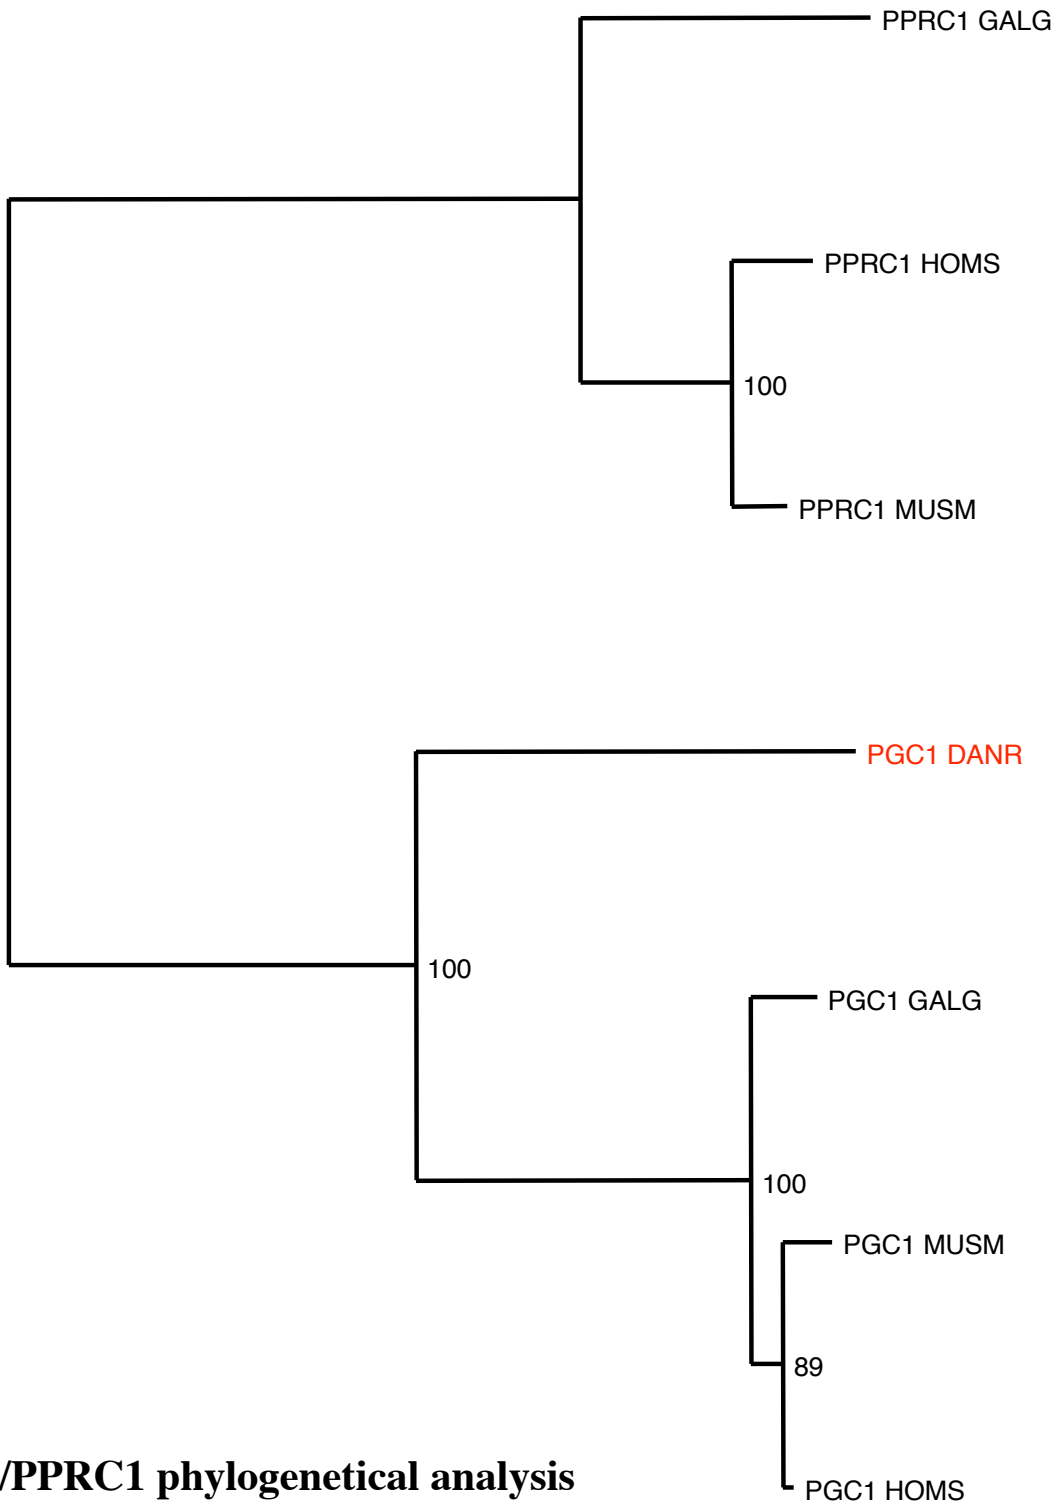 PPRC1 GALG
PPRC1 HOMS
100
PPRC1 MUSM
PGC1 DANR
100
PGC1 GALG
100
PGC1 MUSM
89
/PPRC1 phylogenetical analysis
PGC1 HOMS